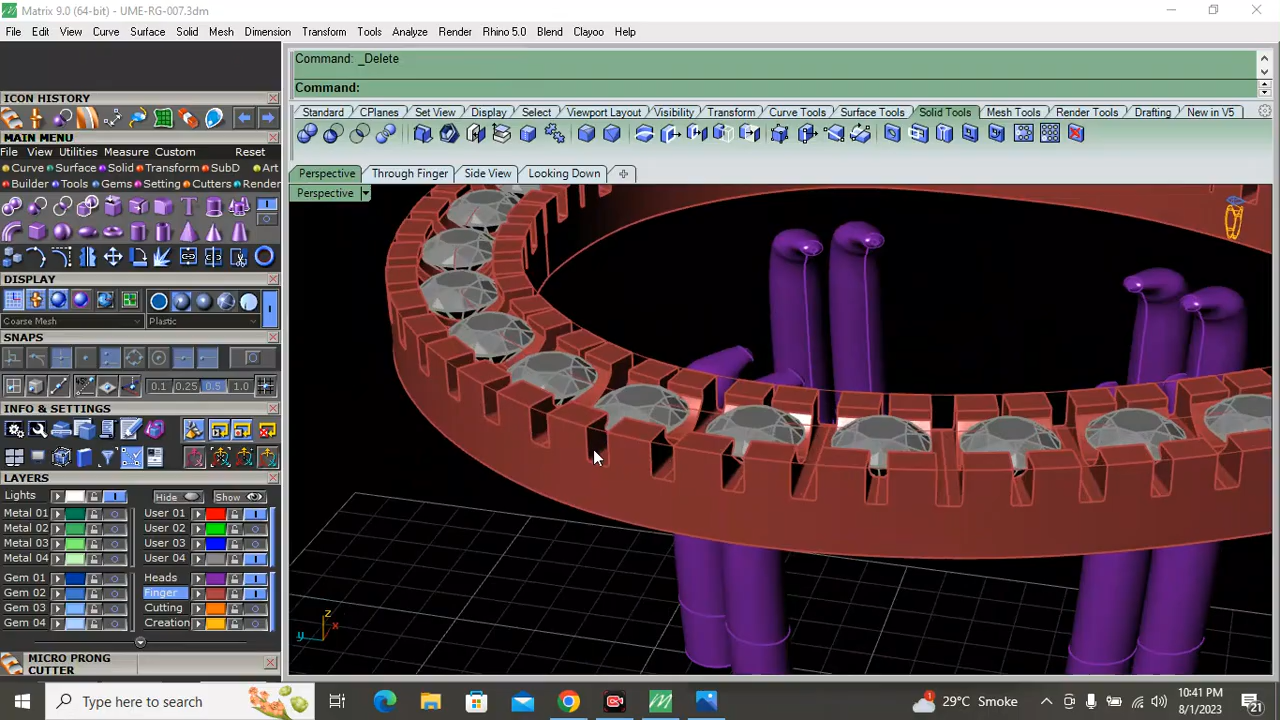 Matrix 9.0 (64-bit) - UME-RG-007.3dm
File Edit View Curve Surface Solid Mesh Dimension Transform Tools Analyze Render Rhino 5.0 Blend Clayoo Help
Command: _Delete
Command:
Standard CPlanes Set View Display Select Viewport Layout Visibility Transform Curve Tools Surface Tools Solid Tools Mesh Tools Render Tools Drafting New in V5
Perspective Through Finger Side View Looking Down
Perspective
ICON HISTORY
MAIN MENU
File View Utilities Measure Custom Reset
Curve Surface Solid Transform SubD Art
Builder Tools Gems Setting Cutters Render
DISPLAY
Coarse Mesh Plastic
SNAPS
0.1 0.25 0.5 1.0
INFO & SETTINGS
LAYERS
Lights Hide Show
Metal 01 User 01
Metal 02 User 02
Metal 03 User 03
Metal 04 User 04
Gem 01 Heads
Gem 02 Finger
Gem 03 Cutting
Gem 04 Creation
MICRO PRONG
CUTTER
z
y x
Type here to search
1
29°C Smoke
10:41 PM
8/1/2023
21